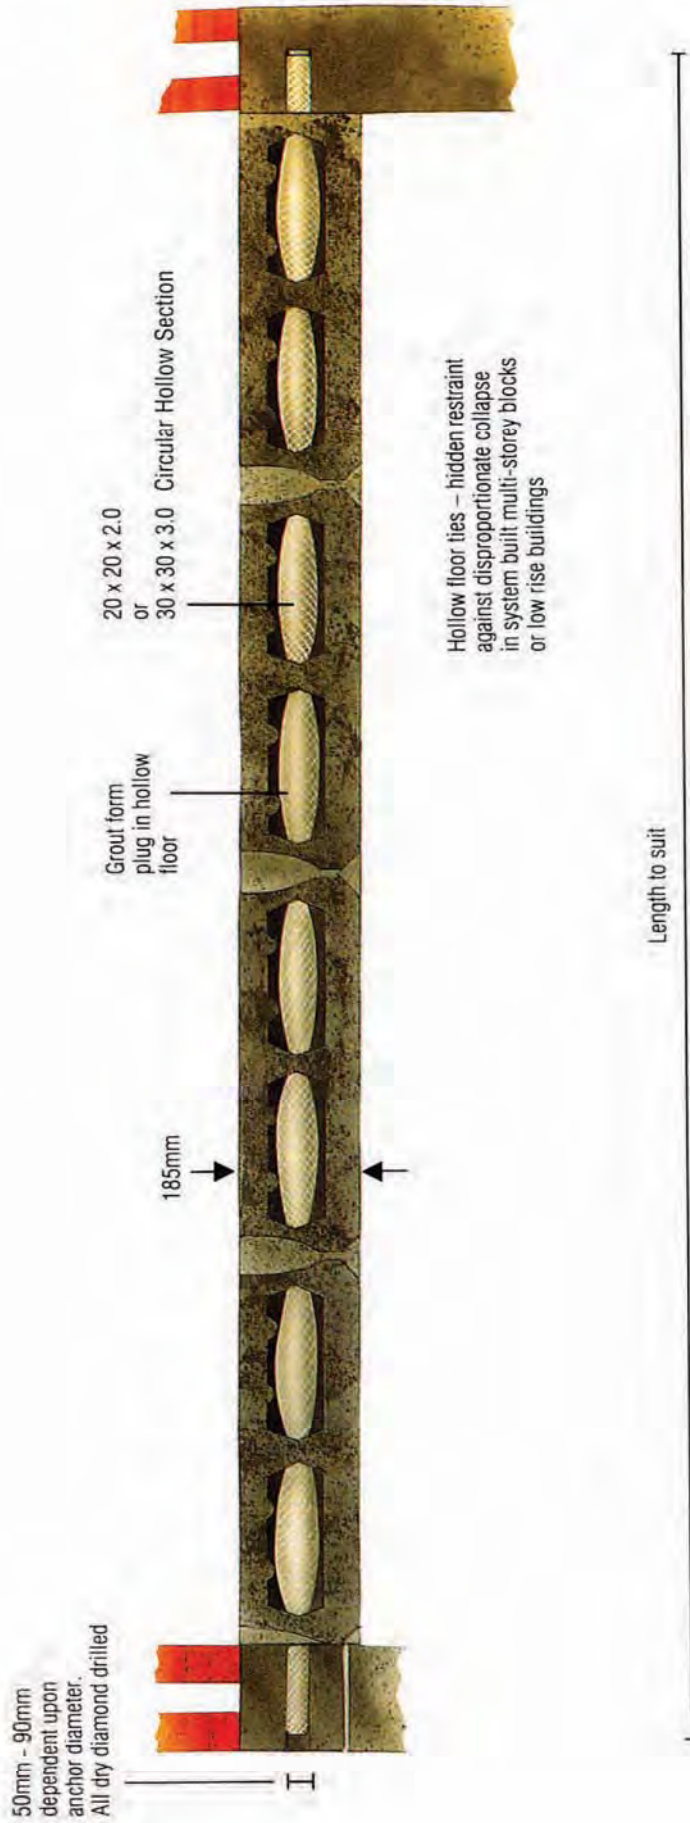 50mm - 90mm
dependent upon
anchor diameter.
All dry diamond drilled
185mm
Grout form
plug in hollow
floor
20 x 20 x 2.0
or
30 x 30 x 3.0 Circular Hollow Section
Hollow floor ties – hidden restraint
against disproportionate collapse
in system built multi-storey blocks
or low rise buildings
Length to suit